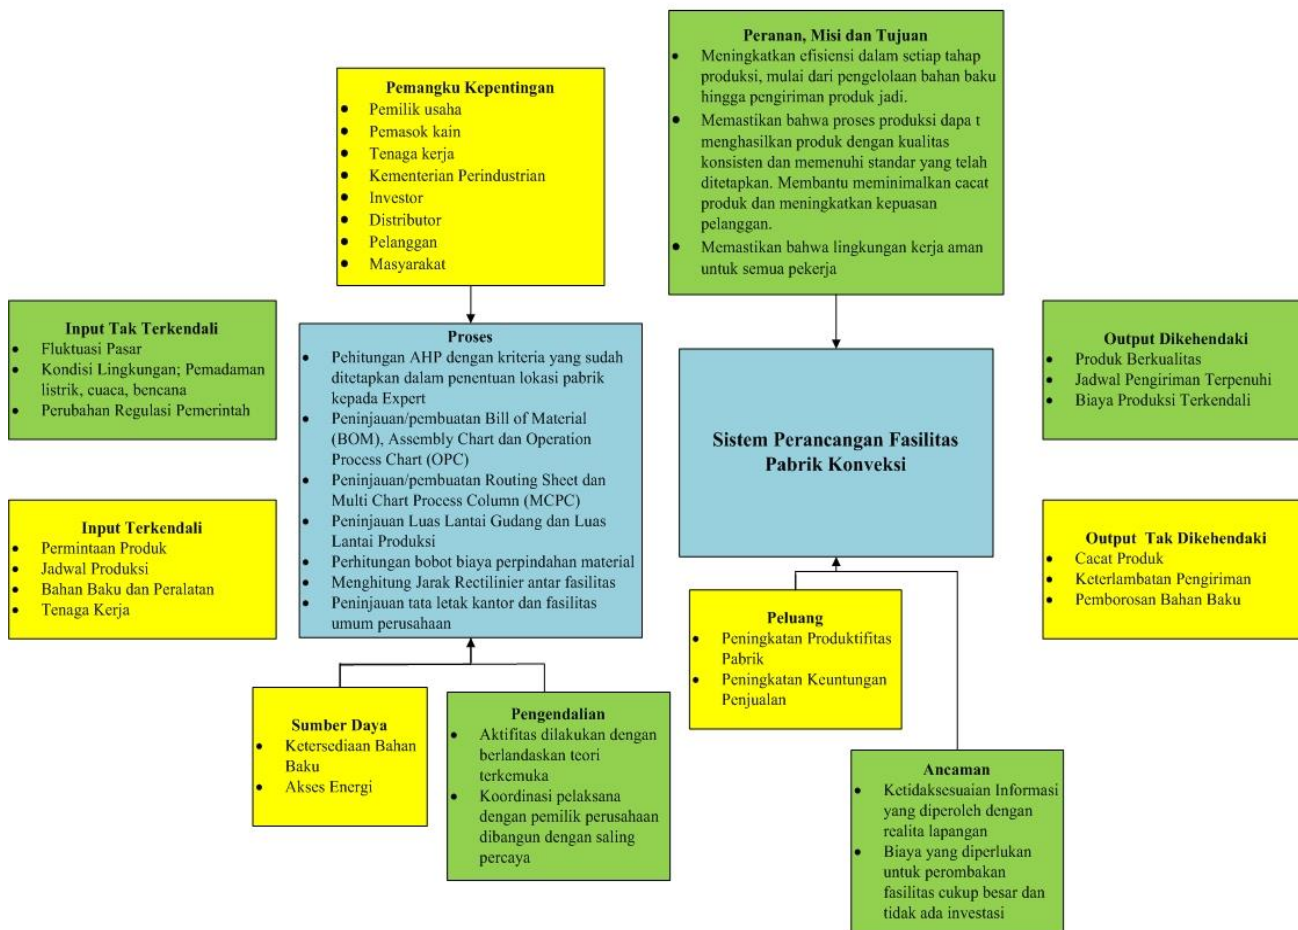 Pemangku Kepentingan
• Pemilik usaha
• Pemasok kain
• Tenaga kerja
• Kementerian Perindustrian
• Investor
• Distributor
• Pelanggan
• Masyarakat
Peranan, Misi dan Tujuan
• Meningkatkan efisiensi dalam setiap tahap
produksi, mulai dari pengelolaan bahan baku
hingga pengiriman produk jadi.
• Memastikan bahwa proses produksi dapa t
menghasilkan produk dengan kualitas
konsisten dan memenuhi standar yang telah
ditetapkan. Membantu meminimalkan cacat
produk dan meningkatkan kepuasan
pelanggan.
• Memastikan bahwa lingkungan kerja aman
untuk semua pekerja
Input Tak Terkendali
• Fluktuasi Pasar
• Kondisi Lingkungan; Pemadaman
listrik, cuaca, bencana
• Perubahan Regulasi Pemerintah
Input Terkendali
• Permintaan Produk
• Jadwal Produksi
• Bahan Baku dan Peralatan
• Tenaga Kerja
Proses
• Pehitungan AHP dengan kriteria yang sudah
ditetapkan dalam penentuan lokasi pabrik
kepada Expert
• Peninjauan/pembuatan Bill of Material
(BOM), Assembly Chart dan Operation
Process Chart (OPC)
• Peninjauan/pembuatan Routing Sheet dan
Multi Chart Process Column (MCPC)
• Peninjauan Luas Lantai Gudang dan Luas
Lantai Produksi
• Perhitungan bobot biaya perpindahan material
• Menghitung Jarak Rectilinier antar fasilitas
• Peninjauan tata letak kantor dan fasilitas
umum perusahaan
Sistem Perancangan Fasilitas
Pabrik Konveksi
Output Dikehendaki
• Produk Berkualitas
• Jadwal Pengiriman Terpenuhi
• Biaya Produksi Terkendali
Output Tak Dikehendaki
• Cacat Produk
• Keterlambatan Pengiriman
• Pemborosan Bahan Baku
Sumber Daya
• Ketersediaan Bahan
Baku
• Akses Energi
Pengendalian
• Aktifitas dilakukan dengan
berlandaskan teori
terkemuka
• Koordinasi pelaksana
dengan pemilik perusahaan
dibangun dengan saling
percaya
Peluang
• Peningkatan Produktifitas
Pabrik
• Peningkatan Keuntungan
Penjualan
Ancaman
• Ketidaksesuaian Informasi
yang diperoleh dengan
realita lapangan
• Biaya yang diperlukan
untuk perombakan
fasilitas cukup besar dan
tidak ada investasi